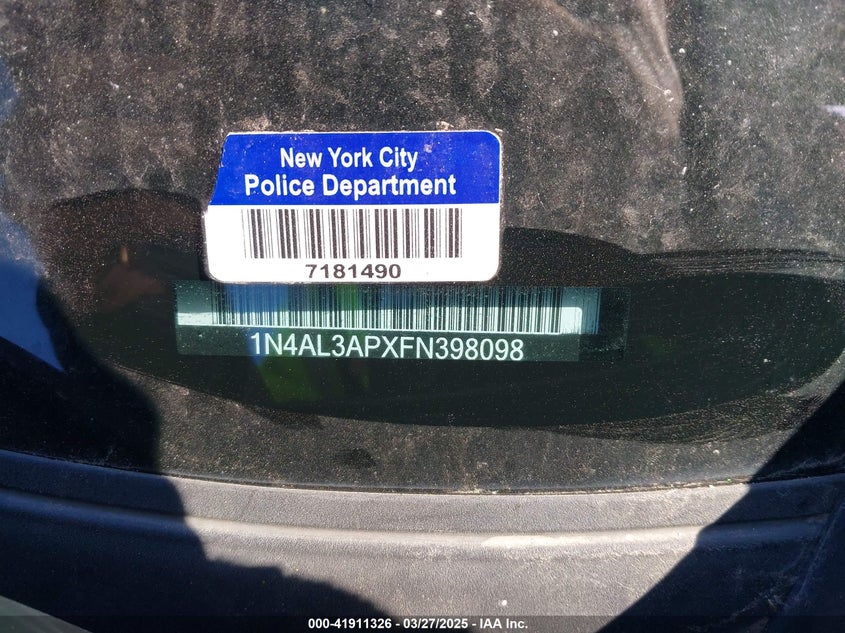 New York City
Police Department
7181490
1N4AL3APXFN398098
000-41911326 — 03/27/2025 — IAA Inc.